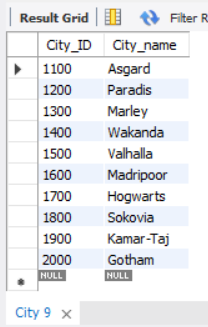 Result Grid Filter R
City_ID City_name
1100 Asgard
1200 Paradis
1300 Marley
1400 Wakanda
1500 Valhalla
1600 Madripoor
1700 Hogwarts
1800 Sokovia
1900 Kamar-Taj
2000 Gotham
NULL NULL
City 9 ×